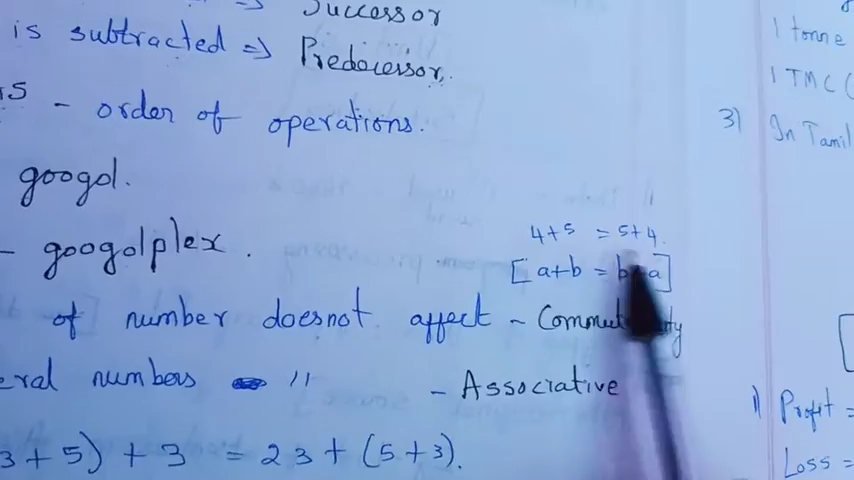 => Successor
is subtracted => Predecessor.
- order of operations.
googol.
- googolplex.
4+5 = 5+4.
[a+b = b+a]
of number doesnot affect - Commut
eral numbers " - Associative
3+5)+3 = 23+(5+3).
1 tonne
1 TMC (
3) In Tamil
1) Profit =
Loss =